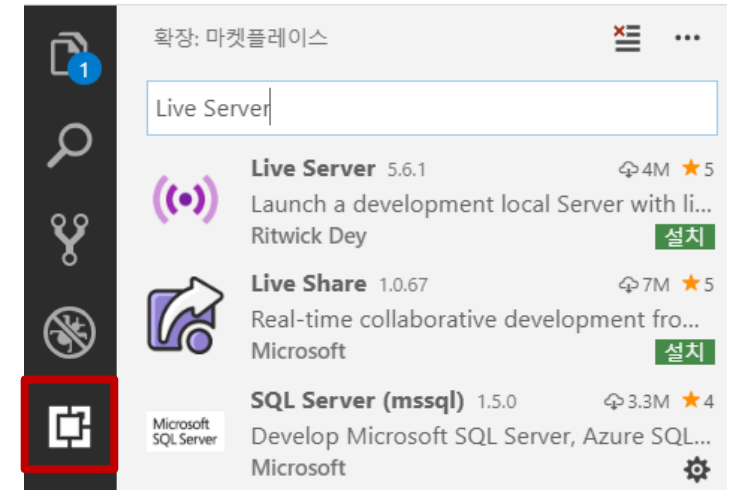 확장: 마켓플레이스
1
Live Server
Live Server 5.6.1 4M ★5
Launch a development local Server with li...
Ritwick Dey 설치
Live Share 1.0.67 7M ★5
Real-time collaborative development fro...
Microsoft 설치
SQL Server (mssql) 1.5.0 3.3M ★4
Microsoft
SQL Server
Develop Microsoft SQL Server, Azure SQL...
Microsoft